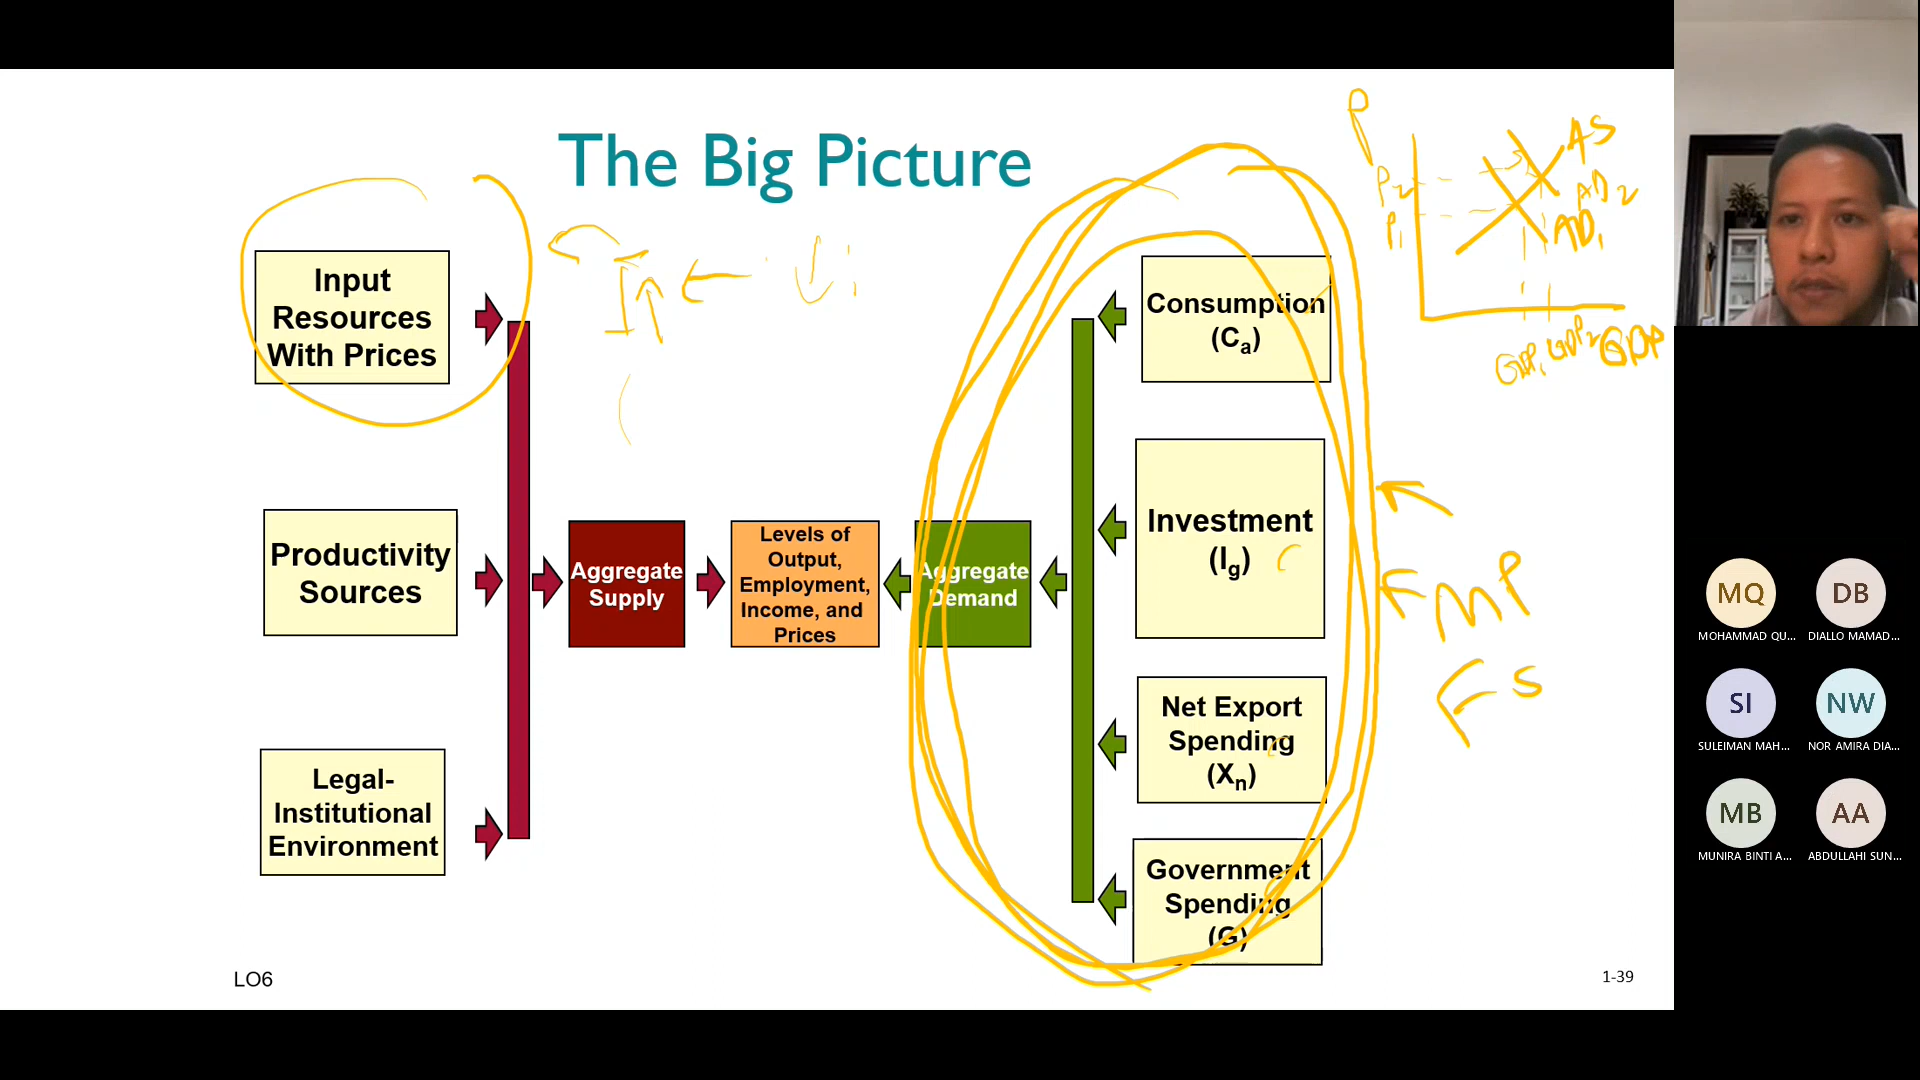 The Big Picture
Input
Resources
With Prices
Productivity
Sources
Legal-
Institutional
Environment
Aggregate
Supply
Levels of
Output,
Employment,
Income, and
Prices
Aggregate
Demand
Consumption
(Ca)
Investment
(Ig)
Net Export
Spending
(Xn)
Government
Spending
(G)
P
AS
P2
AD2
P1
AD1
GDP1 GDP2 GDP
I
i
MP
LO6
1-39
MQ
MOHAMMAD QU...
DB
DIALLO MAMAD...
SI
SULEIMAN MAH...
NW
NOR AMIRA DIA...
MB
MUNIRA BINTI A...
AA
ABDULLAHI SUN...